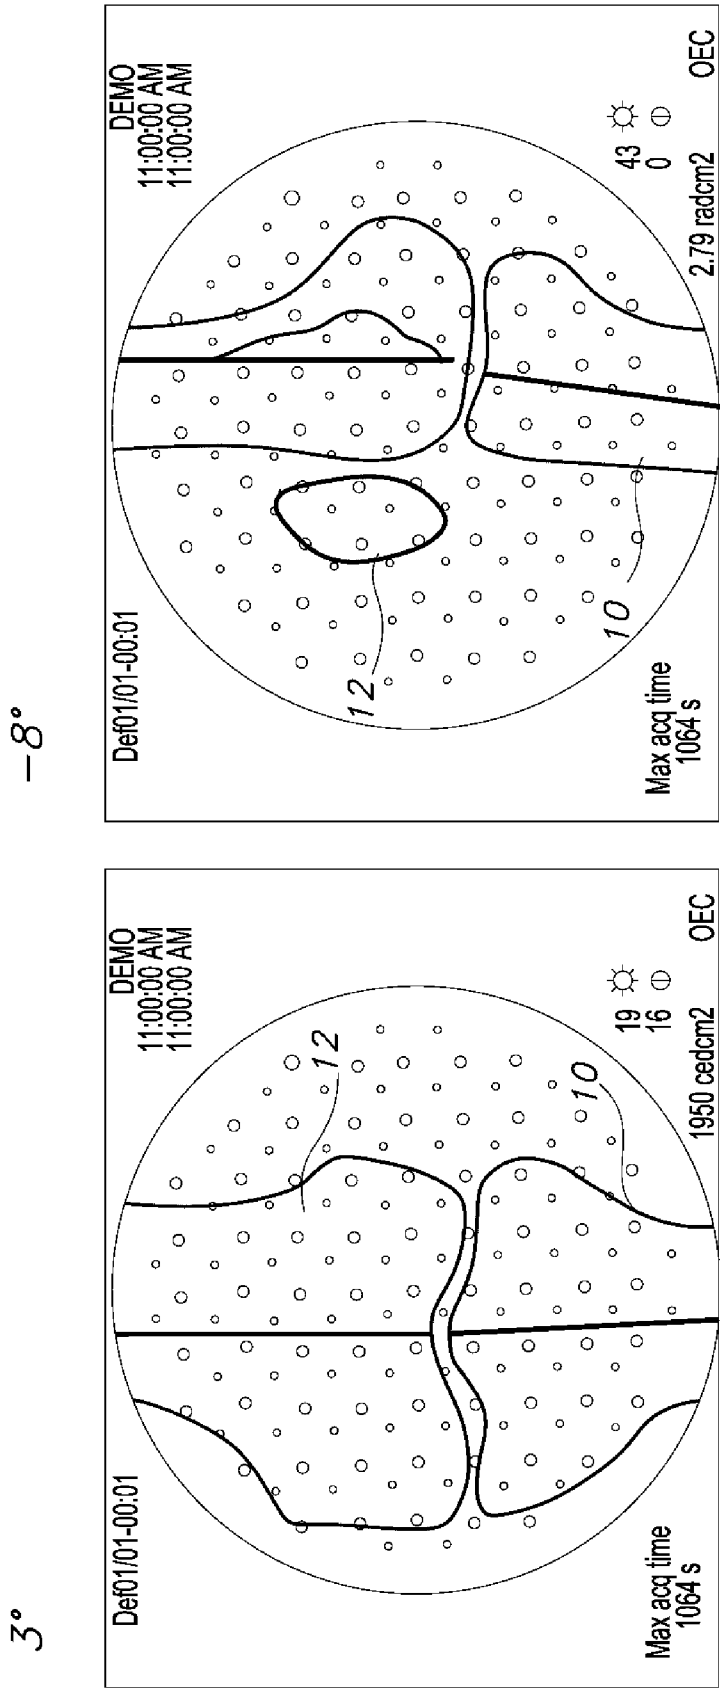 3°
Def01/01-00:01
DEMO
11:00:00 AM
11:00:00 AM
12
10
Max acq time
1064 s
19
16
1950 cedcm2
OEC
-8°
Def01/01-00:01
DEMO
11:00:00 AM
11:00:00 AM
12
10
Max acq time
1064 s
43
0
2.79 radcm2
OEC